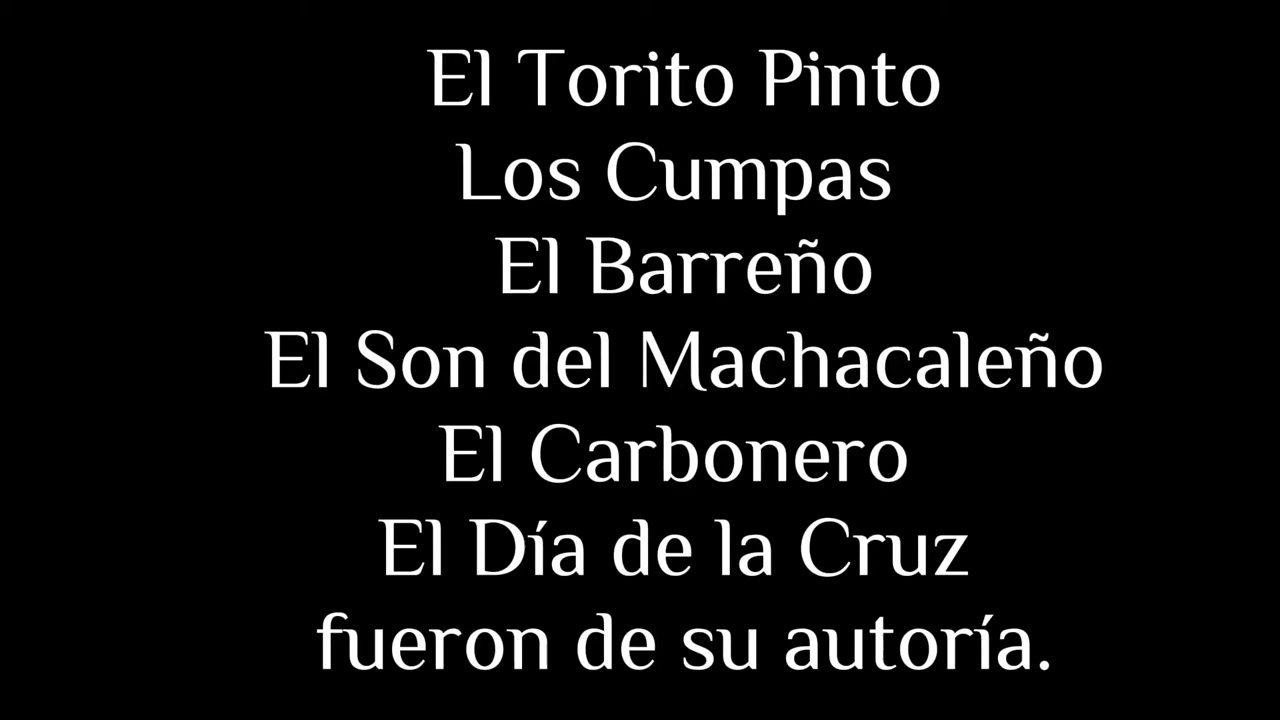 El Torito Pinto
Los Cumpas
El Barreño
El Son del Machacaleño
El Carbonero
El Día de la Cruz
fueron de su autoría.